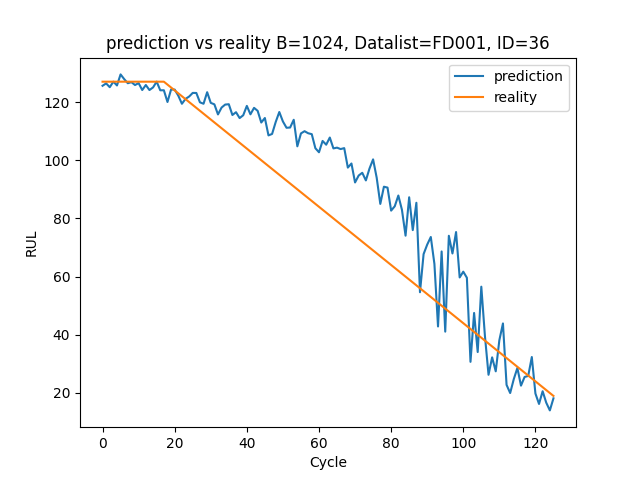 prediction vs reality B=1024, Datalist=FD001, ID=36
prediction
reality
RUL
120
100
80
60
40
20
0 20 40 60 80 100 120
Cycle